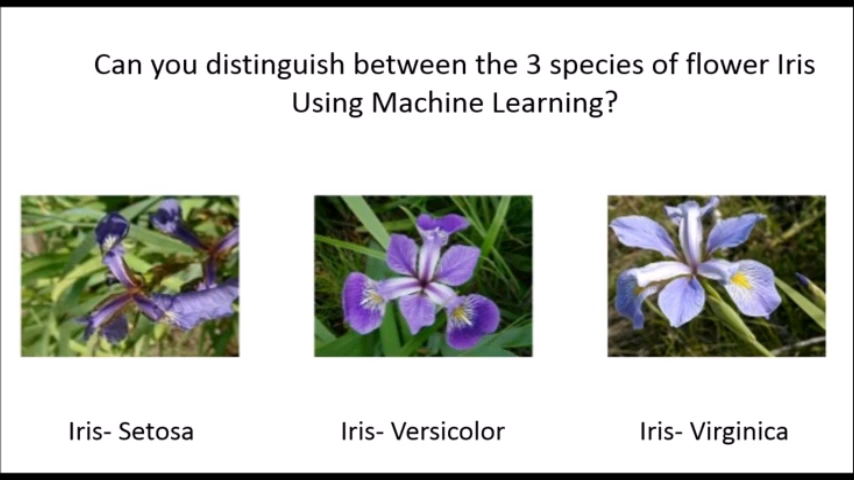 Can you distinguish between the 3 species of flower Iris
Using Machine Learning?
Iris- Setosa
Iris- Versicolor
Iris- Virginica